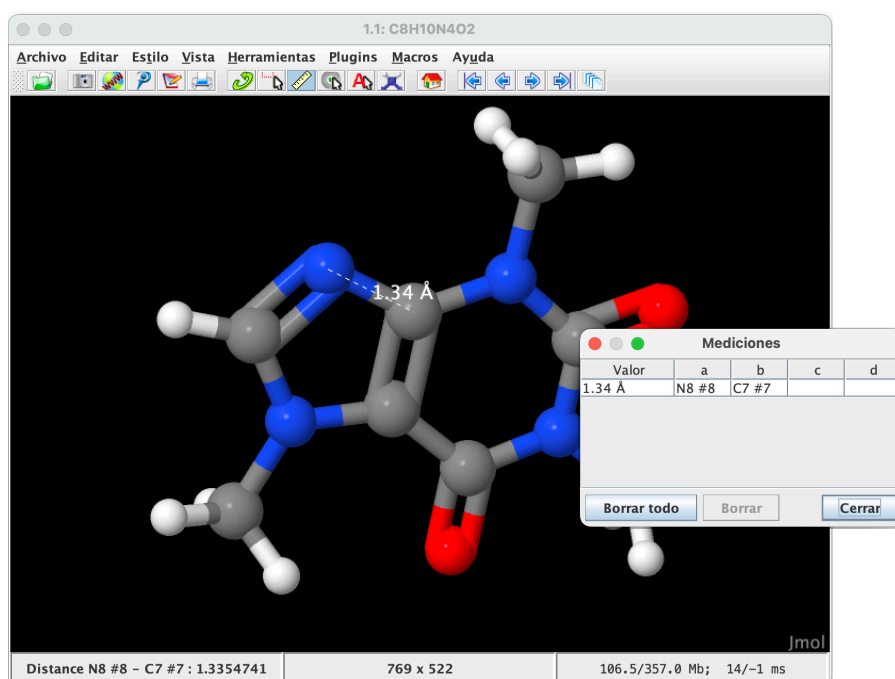 1.1: C8H10N4O2
Archivo Editar Estilo Vista Herramientas Plugins Macros Ayuda
1.34 Å
Mediciones
Valor a b c d
1.34 Å N8 #8 C7 #7
Borrar todo Borrar Cerrar
Jmol
Distance N8 #8 - C7 #7 : 1.3354741 769 x 522 106.5/357.0 Mb; 14/-1 ms